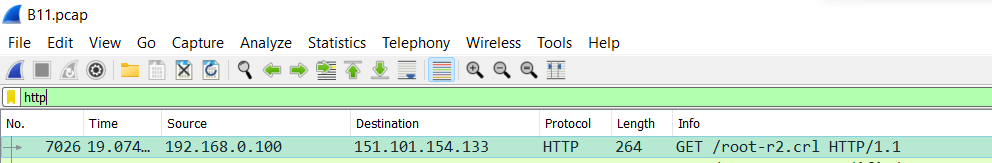 B11.pcap
File Edit View Go Capture Analyze Statistics Telephony Wireless Tools Help
http
No. Time Source Destination Protocol Length Info
7026 19.074… 192.168.0.100 151.101.154.133 HTTP 264 GET /root-r2.crl HTTP/1.1